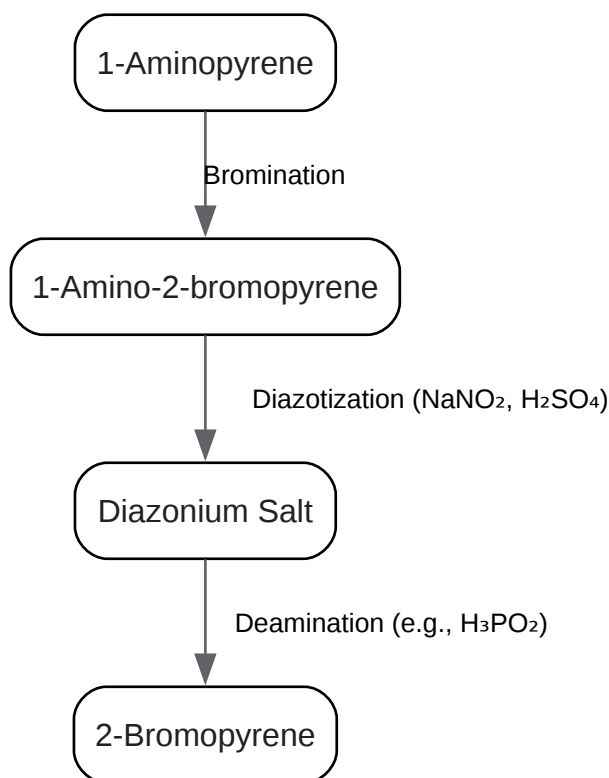 1-Aminopyrene
Bromination
1-Amino-2-bromopyrene
Diazotization (NaNO₂, H₂SO₄)
Diazonium Salt
Deamination (e.g., H₃PO₂)
2-Bromopyrene